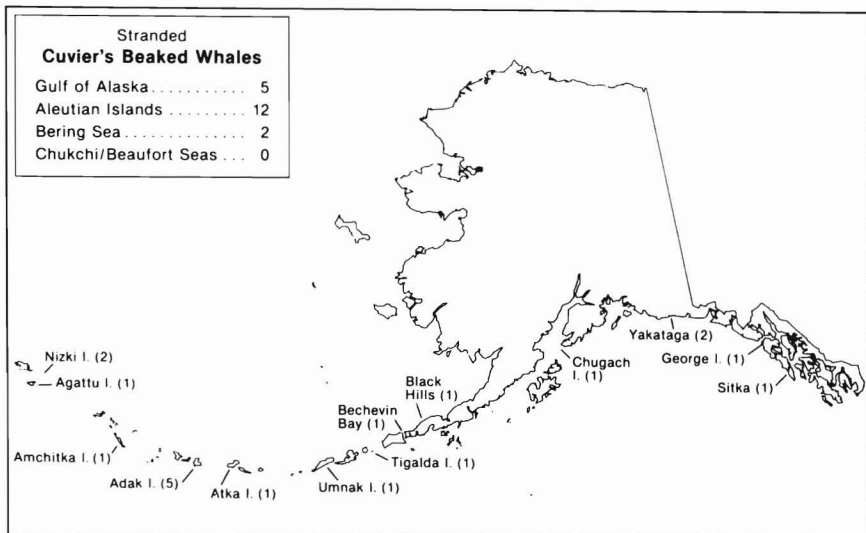 Stranded
Cuvier's Beaked Whales
Gulf of Alaska........... 5
Aleutian Islands ......... 12
Bering Sea............ 2
Chukchi/Beaufort Seas ... 0
Yakataga (2)
George I. (1)
Chugach
I. (1)
Sitka (1)
Nizki I. (2)
Agattu I. (1)
Black
Hills (1)
Bechevin
Bay (1)
Amchitka I. (1)
Adak I. (5)
Atka I. (1)
Umnak I. (1)
Tigalda I. (1)